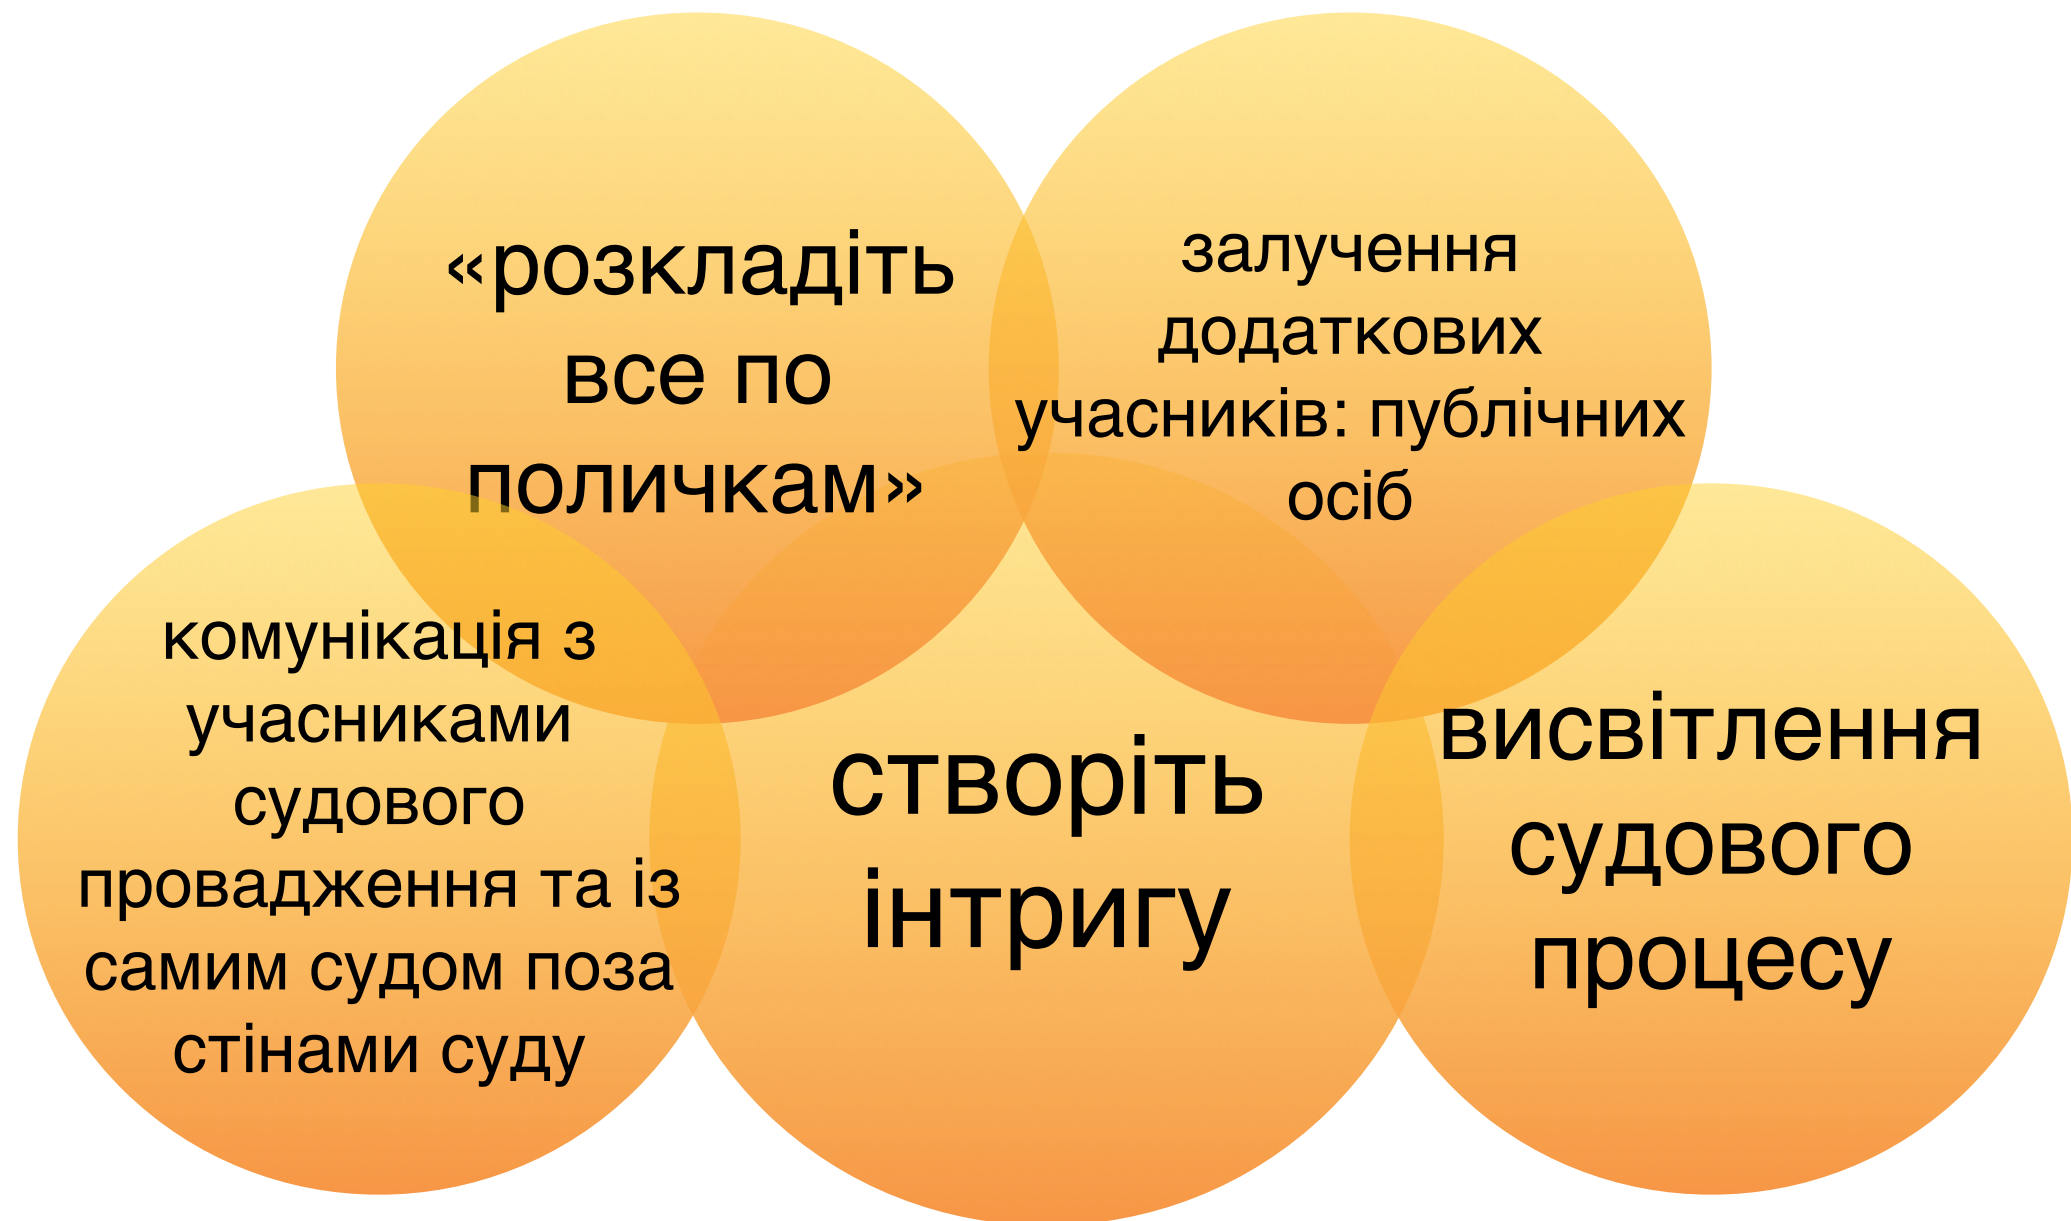 «розкладіть
все по
поличкам»
залучення
додаткових
учасників: публічних
осіб
комунікація з
учасниками
судового
провадження та із
самим судом поза
стінами суду
створіть
інтригу
висвітлення
судового
процесу